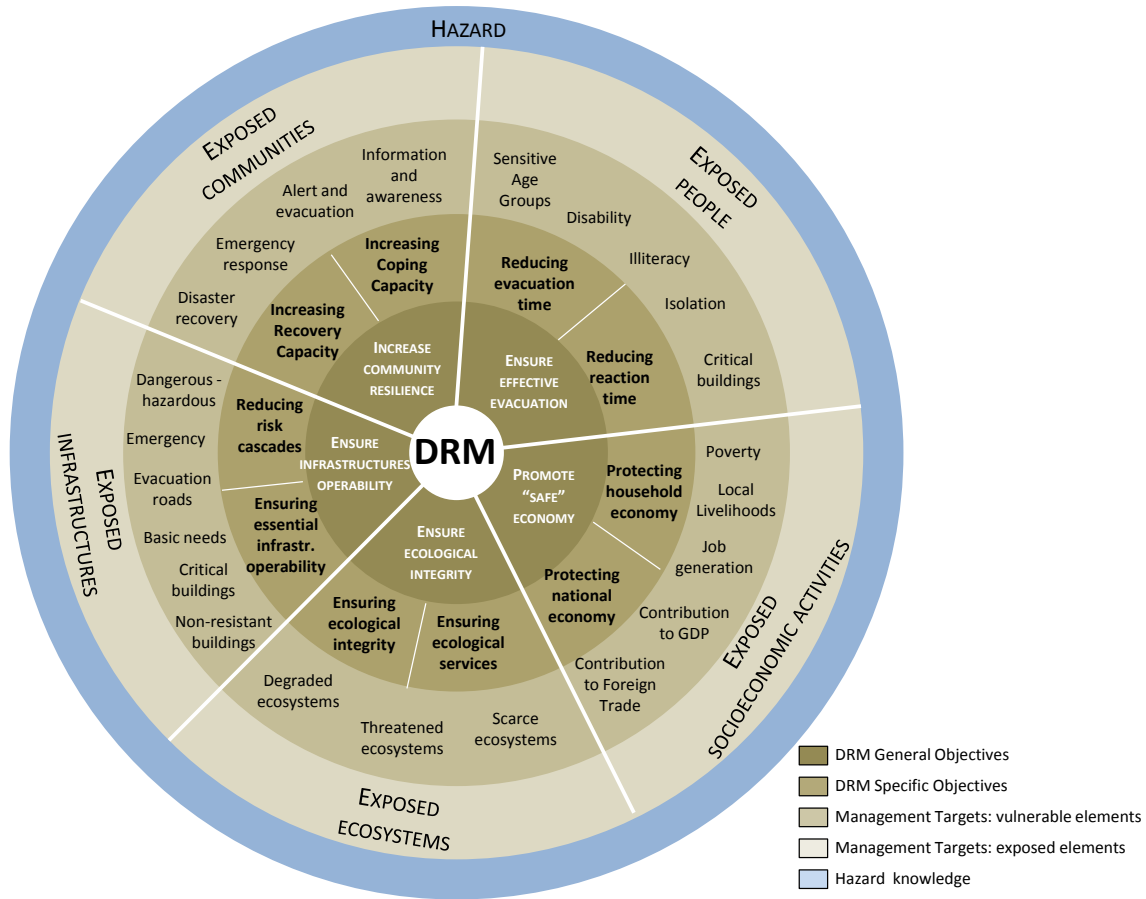 HAZARD
EXPOSED
COMMUNITIES
Information
and
awareness
Alert and
evacuation
Emergency
response
Disaster
recovery
Increasing
Coping
Capacity
Increasing
Recovery
Capacity
INCREASE
COMMUNITY
RESILIENCE
EXPOSED
PEOPLE
Sensitive
Age
Groups
Disability
Illiteracy
Isolation
Critical
buildings
Reducing
evacuation
time
Reducing
reaction
time
ENSURE
EFFECTIVE
EVACUATION
DRM
EXPOSED
INFRASTRUCTURES
Dangerous -
hazardous
Emergency
Evacuation
roads
Basic needs
Critical
buildings
Non-resistant
buildings
Reducing
risk
cascades
Ensuring
essential
infrastr.
operability
ENSURE
INFRASTRUCTURES
OPERABILITY
PROMOTE
“SAFE”
ECONOMY
Protecting
household
economy
Protecting
national
economy
Poverty
Local
Livelihoods
Job
generation
Contribution
to GDP
Contribution
to Foreign
Trade
EXPOSED
SOCIOECONOMIC ACTIVITIES
ENSURE
ECOLOGICAL
INTEGRITY
Ensuring
ecological
integrity
Ensuring
ecological
services
Degraded
ecosystems
Threatened
ecosystems
Scarce
ecosystems
EXPOSED
ECOSYSTEMS
DRM General Objectives
DRM Specific Objectives
Management Targets: vulnerable elements
Management Targets: exposed elements
Hazard knowledge